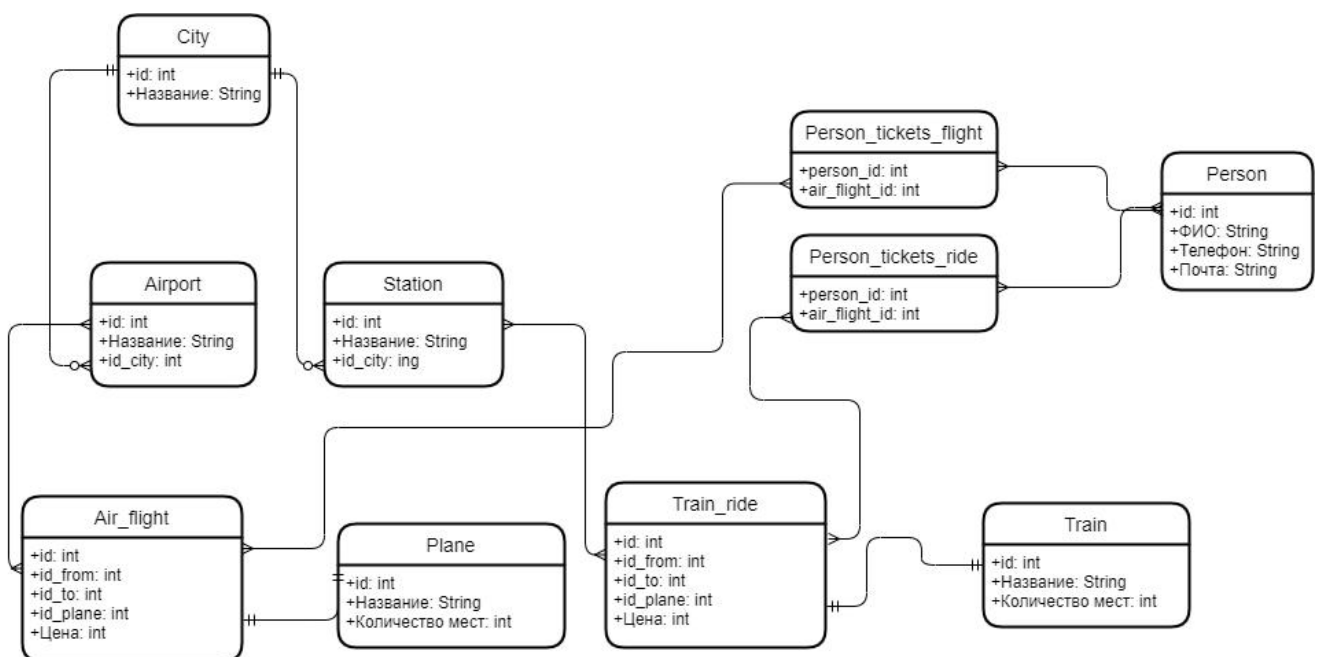 City
+id: int
+Название: String
Person_tickets_flight
+person_id: int
+air_flight_id: int
Person
+id: int
+ФИО: String
+Телефон: String
+Почта: String
Person_tickets_ride
+person_id: int
+air_flight_id: int
Airport
+id: int
+Название: String
+id_city: int
Station
+id: int
+Название: String
+id_city: ing
Air_flight
+id: int
+id_from: int
+id_to: int
+id_plane: int
+Цена: int
Plane
+id: int
+Название: String
+Количество мест: int
Train_ride
+id: int
+id_from: int
+id_to: int
+id_plane: int
+Цена: int
Train
+id: int
+Название: String
+Количество мест: int